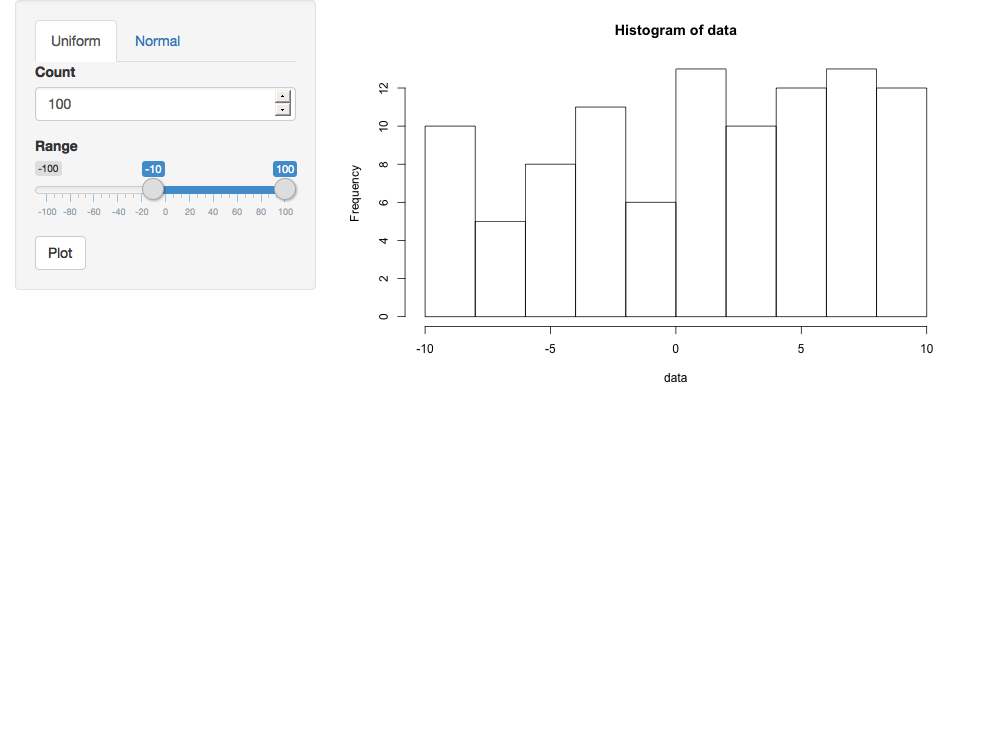 Uniform Normal
Count
100
Range
-100 -10 100
-100 -80 -60 -40 -20 0 20 40 60 80 100
Plot
Histogram of data
Frequency
12
10
8
6
4
2
0
-10 -5 0 5 10
data